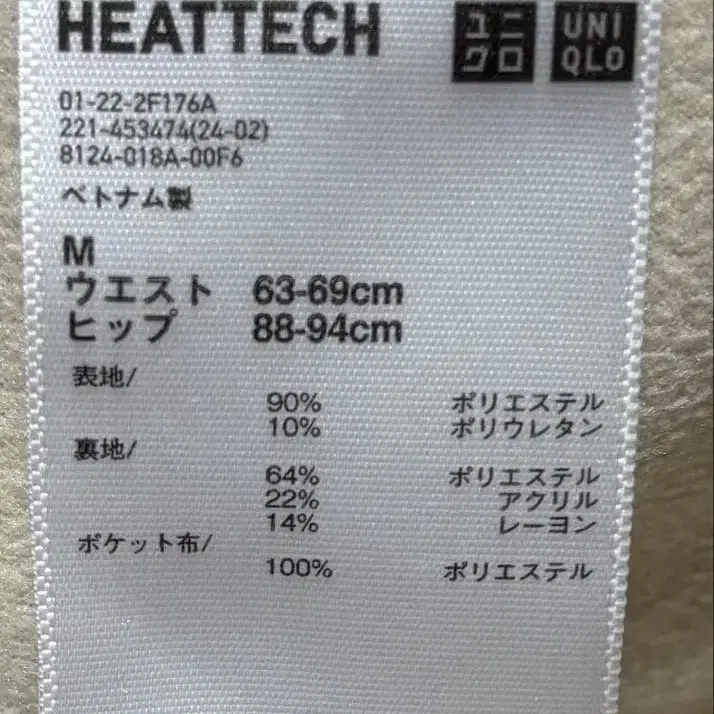 HEATTECH
ユニクロ
UNIQLO
01-22-2F176A
221-453474(24-02)
8124-018A-00F6
ベトナム製
M
ウエスト 63-69cm
ヒップ 88-94cm
表地/
90% ポリエステル
10% ポリウレタン
裏地/
64% ポリエステル
22% アクリル
14% レーヨン
ポケット布/
100% ポリエステル